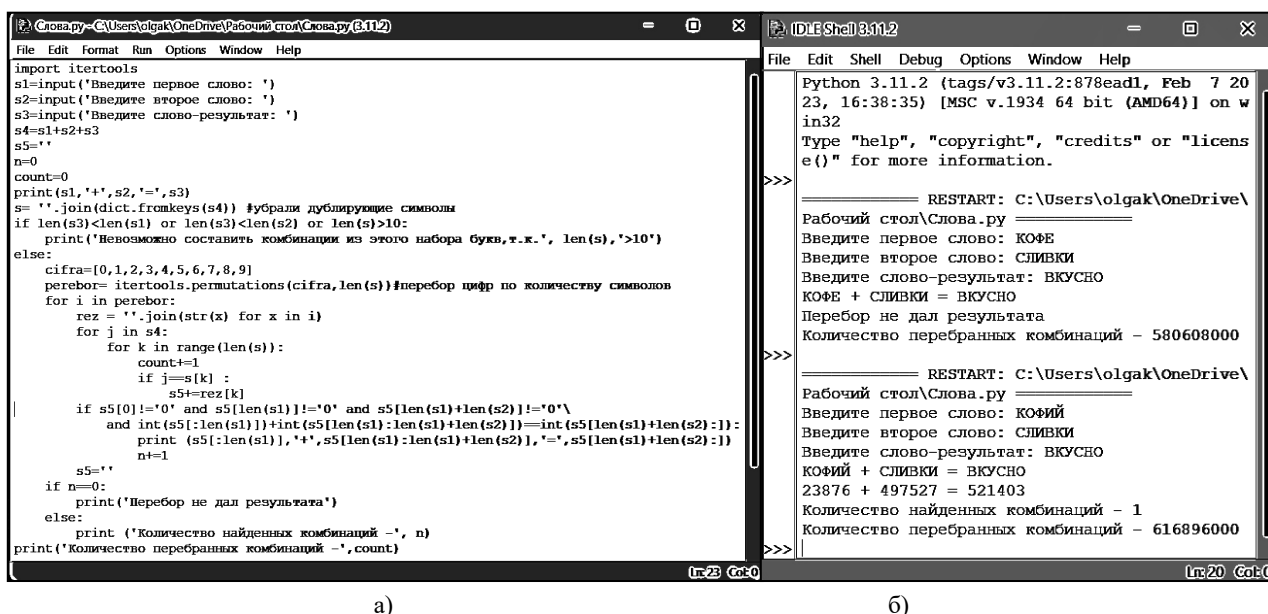 Слова.py - C:\Users\olgak\OneDrive\Рабочий стол\Слова.py (3.11.2)
File Edit Format Run Options Window Help
import itertools
s1=input('Введите первое слово: ')
s2=input('Введите второе слово: ')
s3=input('Введите слово-результат: ')
s4=s1+s2+s3
s5=''
n=0
count=0
print(s1,'+',s2,'=',s3)
s= ''.join(dict.fromkeys(s4)) #убрали дублирующие символы
if len(s3)<len(s1) or len(s3)<len(s2) or len(s)>10:
    print('Невозможно составить комбинации из этого набора букв,т.к.', len(s),'>10')
else:
    cifra=[0,1,2,3,4,5,6,7,8,9]
    perebor= itertools.permutations(cifra,len(s))#перебор цифр по количеству символов
    for i in perebor:
        rez = ''.join(str(x) for x in i)
        for j in s4:
            for k in range(len(s)):
                count+=1
                if j==s[k] :
                    s5+=rez[k]
        if s5[0]!='0' and s5[len(s1)]!='0' and s5[len(s1)+len(s2)]!='0'\
            and int(s5[:len(s1)])+int(s5[len(s1):len(s1)+len(s2)])==int(s5[len(s1)+len(s2):]):
                print (s5[:len(s1)],'+',s5[len(s1):len(s1)+len(s2)],'=',s5[len(s1)+len(s2):])
                n+=1
        s5=''
    if n==0:
        print('Перебор не дал результата')
    else:
        print ('Количество найденных комбинаций -', n)
print('Количество перебранных комбинаций -',count)
Ln: 23 Col: 0
а)
IDLE Shell 3.11.2
File Edit Shell Debug Options Window Help
Python 3.11.2 (tags/v3.11.2:878ead1, Feb 7 20
23, 16:38:35) [MSC v.1934 64 bit (AMD64)] on w
in32
Type "help", "copyright", "credits" or "licens
e()" for more information.
>>>
============ RESTART: C:\Users\olgak\OneDrive\
Рабочий стол\Слова.py ============
Введите первое слово: КОФЕ
Введите второе слово: СЛИВКИ
Введите слово-результат: ВКУСНО
КОФЕ + СЛИВКИ = ВКУСНО
Перебор не дал результата
Количество перебранных комбинаций - 580608000
>>>
============ RESTART: C:\Users\olgak\OneDrive\
Рабочий стол\Слова.py ============
Введите первое слово: КОФИЙ
Введите второе слово: СЛИВКИ
Введите слово-результат: ВКУСНО
КОФИЙ + СЛИВКИ = ВКУСНО
23876 + 497527 = 521403
Количество найденных комбинаций - 1
Количество перебранных комбинаций - 616896000
>>>
Ln: 20 Col: 0
б)